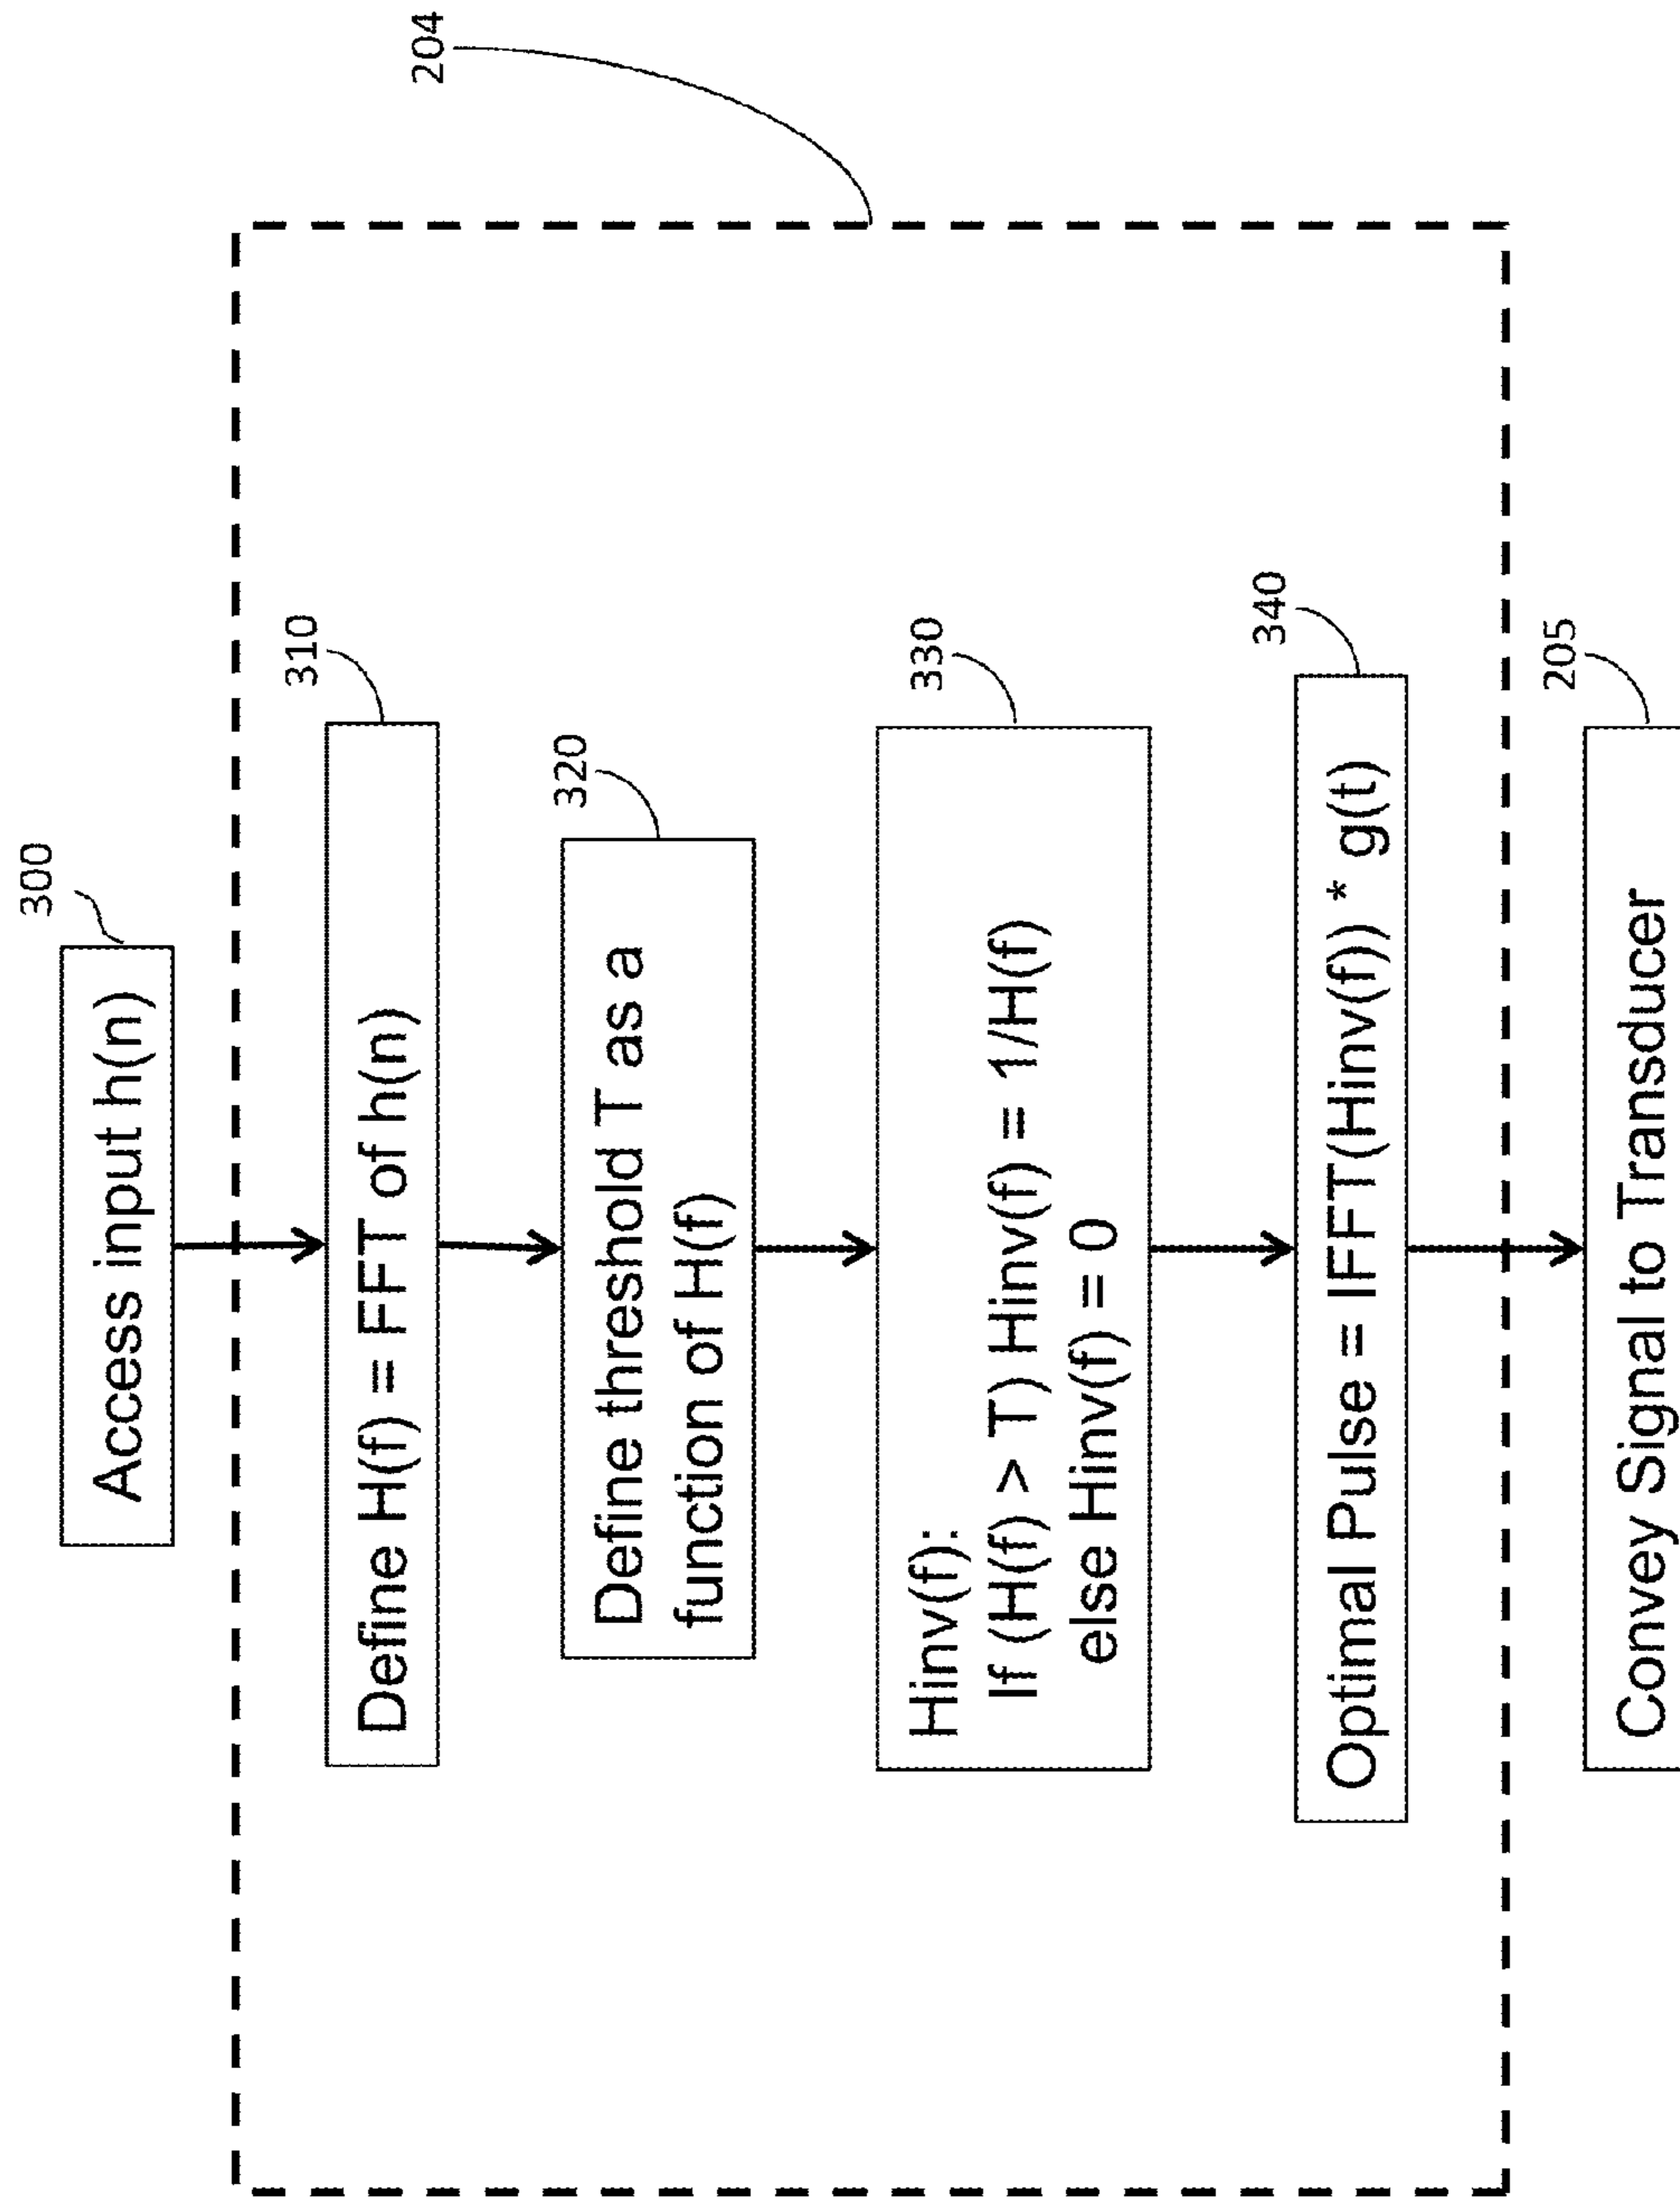 300
Access input h(n)
204
310
Define H(f) = FFT of h(n)
320
Define threshold T as a
function of H(f)
330
Hinv(f):
If (H(f) > T) Hinv(f) = 1/H(f)
else Hinv(f) = 0
340
Optimal Pulse = IFFT(Hinv(f)) * g(t)
205
Convey Signal to Transducer